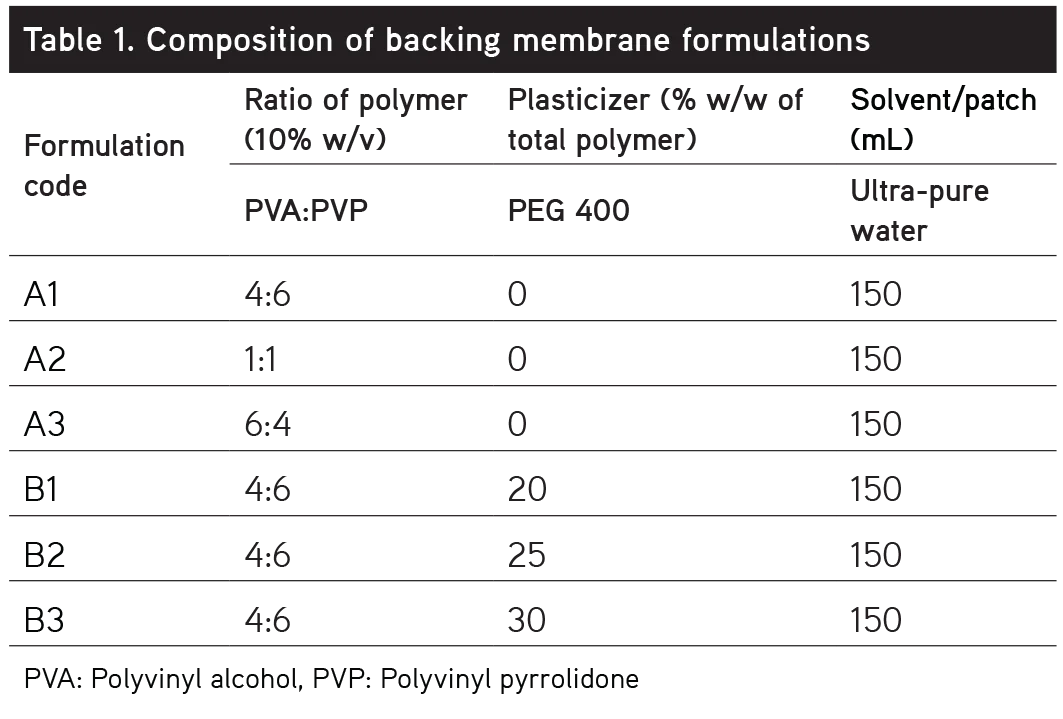 Table 1. Composition of backing membrane formulations
Formulation code
Ratio of polymer (10% w/v)
Plasticizer (% w/w of total polymer)
Solvent/patch (mL)
PVA:PVP
PEG 400
Ultra-pure water
A1 4:6 0 150
A2 1:1 0 150
A3 6:4 0 150
B1 4:6 20 150
B2 4:6 25 150
B3 4:6 30 150
PVA: Polyvinyl alcohol, PVP: Polyvinyl pyrrolidone